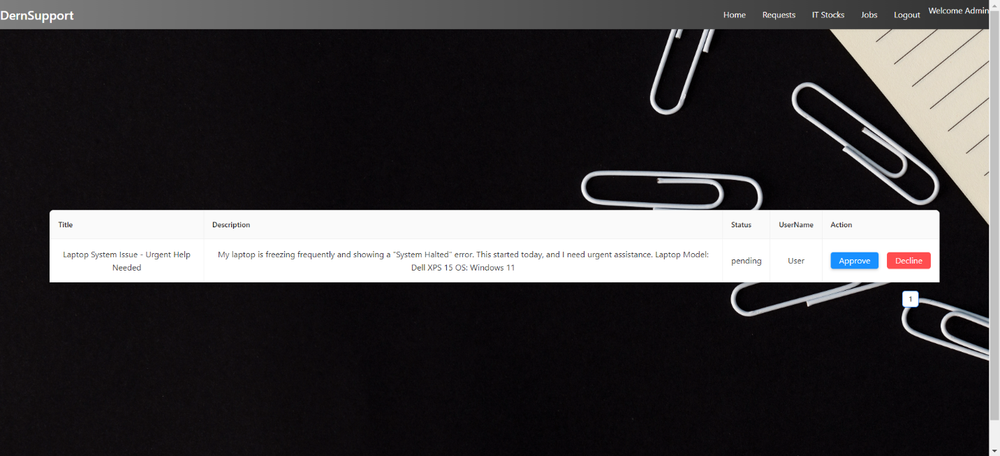 DernSupport
Home Requests IT Stocks Jobs Logout Welcome Admin
Title Description Status UserName Action
Laptop System Issue - Urgent Help
Needed
My laptop is freezing frequently and showing a "System Halted" error. This started today, and I need urgent assistance. Laptop Model:
Dell XPS 15 OS: Windows 11
pending
User
Approve Decline
1